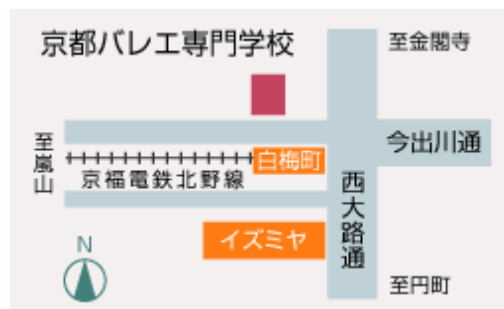 京都バレエ専門学校
至金閣寺
今出川通
至嵐山
白梅町
京福電鉄北野線
西大路通
イズミヤ
N
至円町